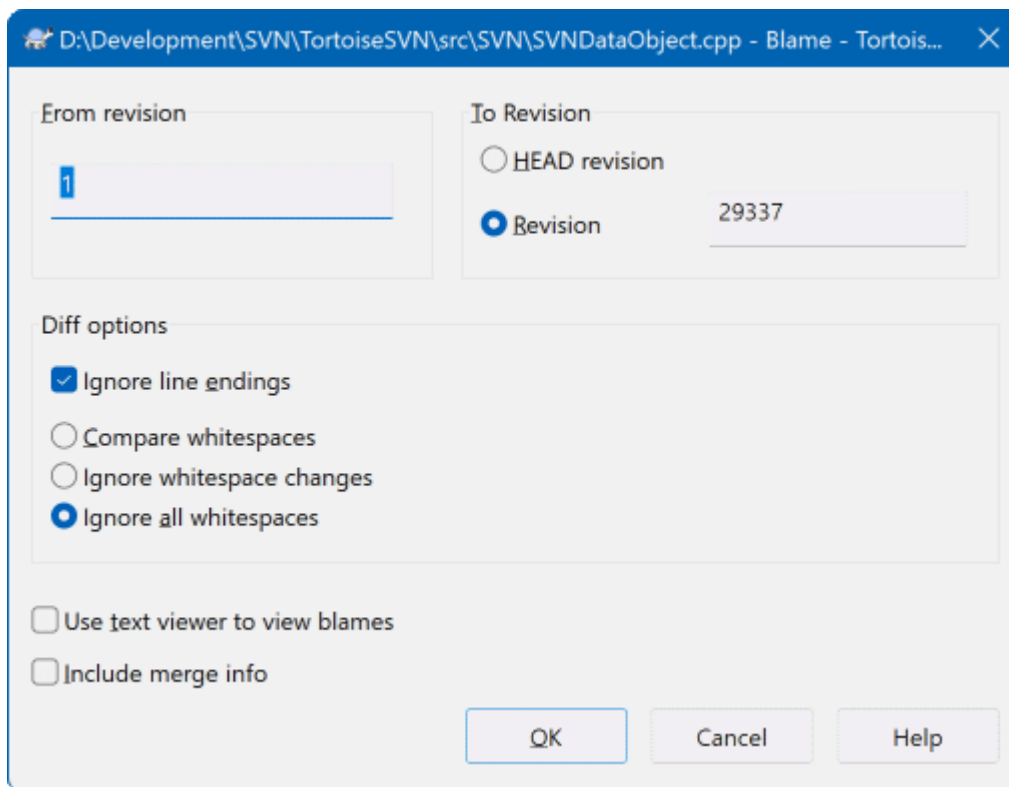 D:\Development\SVN\TortoiseSVN\src\SVN\SVNDataObject.cpp - Blame - Tortois...
From revision
1
To Revision
HEAD revision
Revision
29337
Diff options
Ignore line endings
Compare whitespaces
Ignore whitespace changes
Ignore all whitespaces
Use text viewer to view blames
Include merge info
OK
Cancel
Help